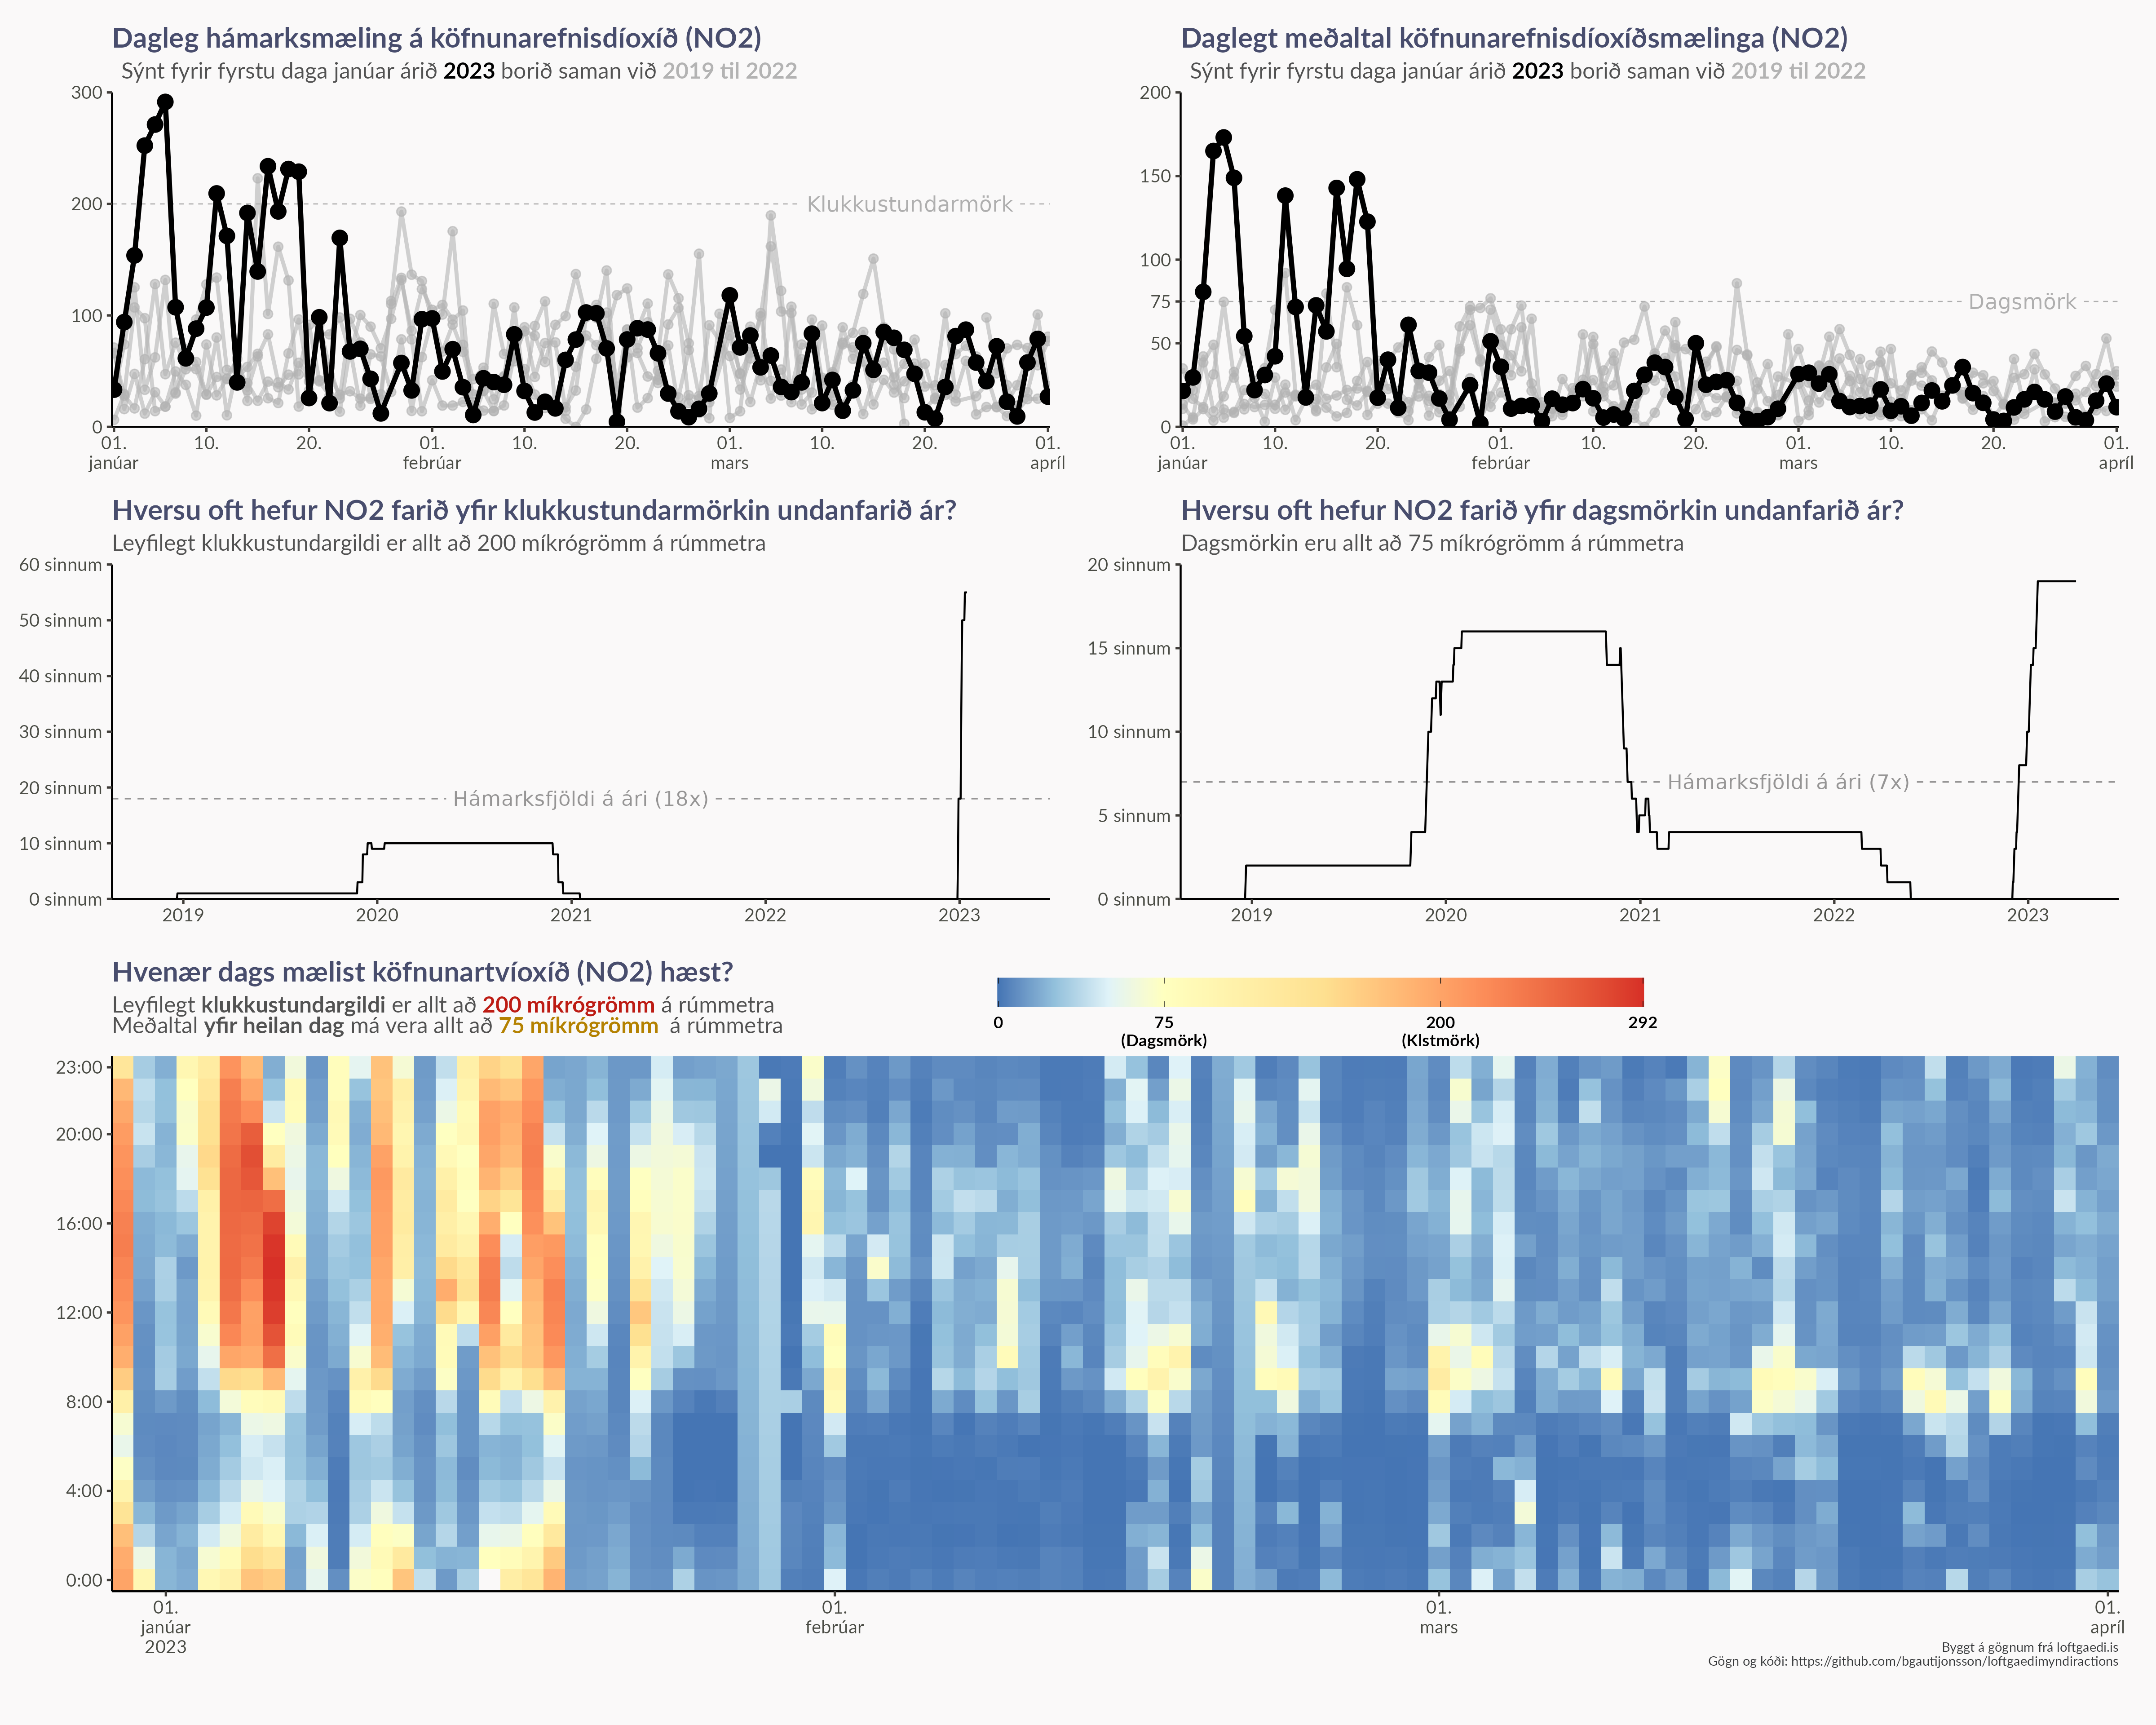 Dagleg hámarksmæling á köfnunarefnisdíoxíð (NO2)
Sýnt fyrir fyrstu daga janúar árið 2023 borið saman við 2019 til 2022
300
200
100
0
Klukkustundarmörk
01. 10. 20. 01. 10. 20. 01. 10. 20. 01.
janúar febrúar mars apríl
Daglegt meðaltal köfnunarefnisdíoxíðsmælinga (NO2)
Sýnt fyrir fyrstu daga janúar árið 2023 borið saman við 2019 til 2022
200
150
100
75
50
0
Dagsmörk
01. 10. 20. 01. 10. 20. 01. 10. 20. 01.
janúar febrúar mars apríl
Hversu oft hefur NO2 farið yfir klukkustundarmörkin undanfarið ár?
Leyfilegt klukkustundargildi er allt að 200 míkrógrömm á rúmmetra
60 sinnum
50 sinnum
40 sinnum
30 sinnum
20 sinnum
10 sinnum
0 sinnum
Hámarksfjöldi á ári (18x)
2019 2020 2021 2022 2023
Hversu oft hefur NO2 farið yfir dagsmörkin undanfarið ár?
Dagsmörkin eru allt að 75 míkrógrömm á rúmmetra
20 sinnum
15 sinnum
10 sinnum
5 sinnum
0 sinnum
Hámarksfjöldi á ári (7x)
2019 2020 2021 2022 2023
Hvenær dags mælist köfnunartvíoxíð (NO2) hæst?
Leyfilegt klukkustundargildi er allt að 200 míkrógrömm á rúmmetra
Meðaltal yfir heilan dag má vera allt að 75 míkrógrömm á rúmmetra
0 75 200 292
(Dagsmörk) (Klstmörk)
23:00
20:00
16:00
12:00
8:00
4:00
0:00
01. 01. 01. 01.
janúar febrúar mars apríl
2023
Byggt á gögnum frá loftgaedi.is
Gögn og kóði: https://github.com/bgautijonsson/loftgaedimyndiractions